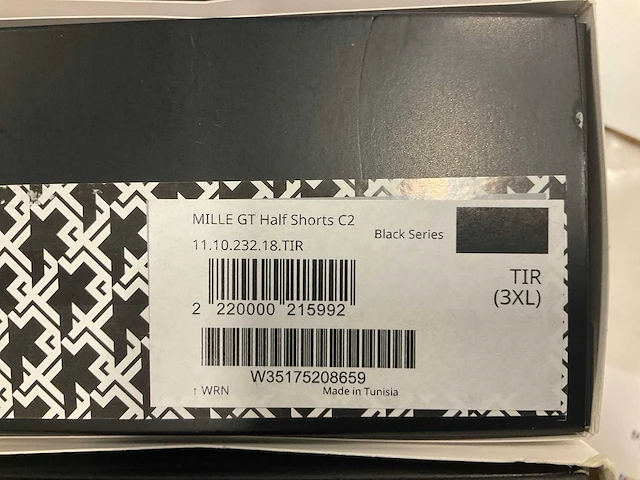 MILLE GT Half Shorts C2
11.10.232.18.TIR
Black Series
TIR
(3XL)
2 220000 215992
W35175208659
↑ WRN
Made in Tunisia